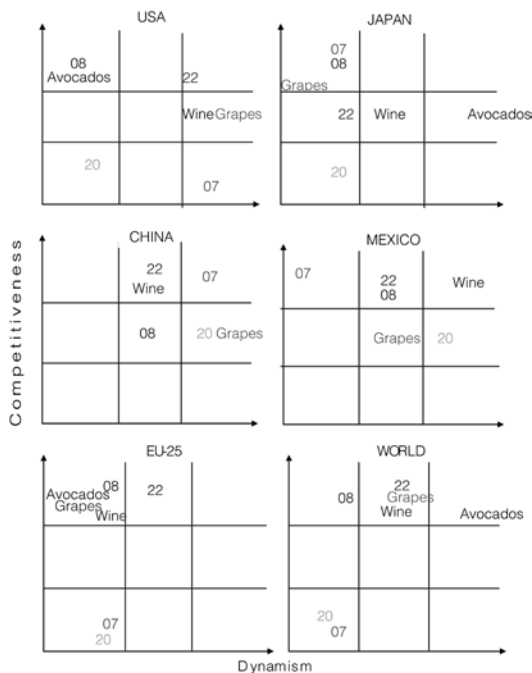 USA
08
Avocados
22
Wine Grapes
20
07
JAPAN
07
08
Grapes
22 Wine Avocados
20
CHINA
22
Wine
07
08 20 Grapes
MEXICO
07 22
08
Wine
Grapes 20
EU-25
Avocados
08
22
Grapes
Wine
07
20
WORLD
22
08 Grapes
Wine Avocados
20
07
Competitiveness
Dynamism